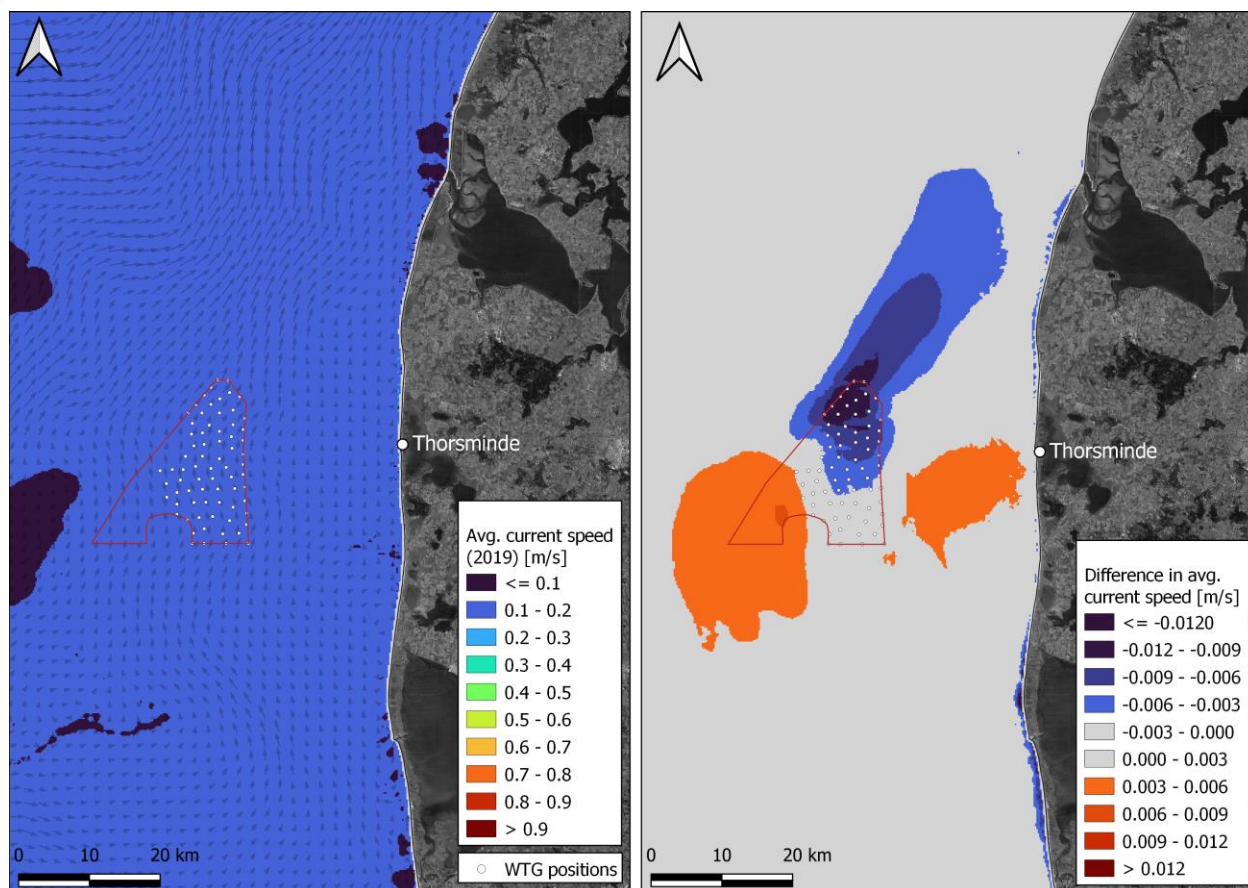 Thorsminde
Avg. current speed
(2019) [m/s]
<= 0.1
0.1 - 0.2
0.2 - 0.3
0.3 - 0.4
0.4 - 0.5
0.5 - 0.6
0.6 - 0.7
0.7 - 0.8
0.8 - 0.9
> 0.9
WTG positions
0 10 20 km
Thorsminde
Difference in avg.
current speed [m/s]
<= -0.0120
-0.012 - -0.009
-0.009 - -0.006
-0.006 - -0.003
-0.003 - 0.000
0.000 - 0.003
0.003 - 0.006
0.006 - 0.009
0.009 - 0.012
> 0.012
0 10 20 km